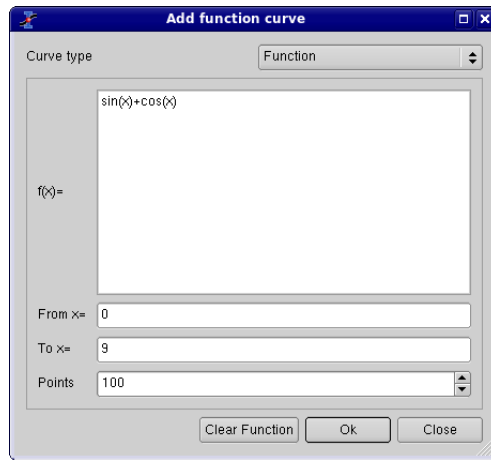 Add function curve
Curve type Function
sin(x)+cos(x)
f(x)=
From x= 0
To x= 9
Points 100
Clear Function Ok Close